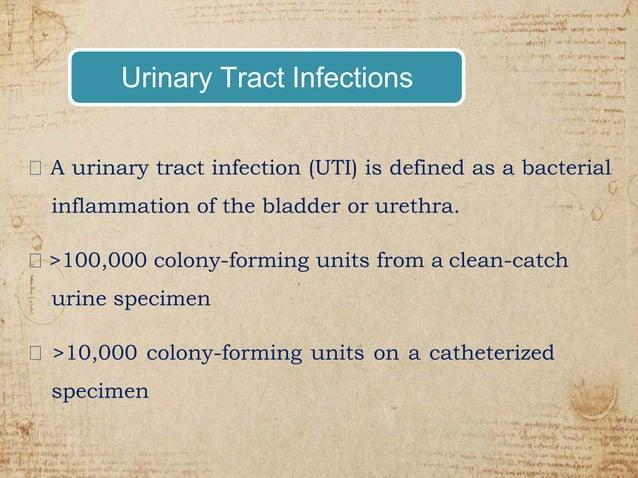 Urinary Tract Infections
A urinary tract infection (UTI) is defined as a bacterial
inflammation of the bladder or urethra.
>100,000 colony-forming units from a clean-catch
urine specimen
>10,000 colony-forming units on a catheterized
specimen